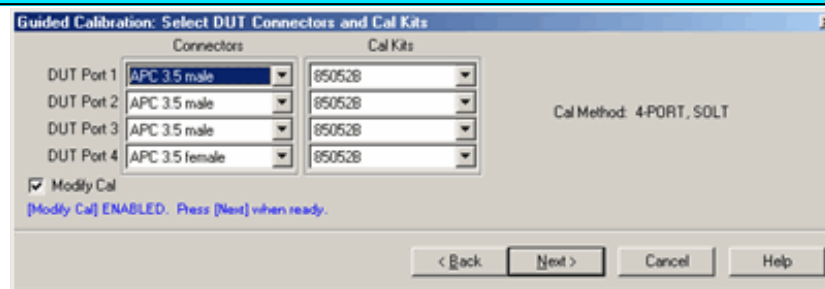 Guided Calibration: Select DUT Connectors and Cal Kits
Connectors Cal Kits
DUT Port 1 APC 3.5 male 85052B
DUT Port 2 APC 3.5 male 85052B
DUT Port 3 APC 3.5 male 85052B
DUT Port 4 APC 3.5 female 85052B
Cal Method: 4-PORT, SOLT
Modify Cal
[Modify Cal] ENABLED. Press [Next] when ready.
< Back Next > Cancel Help